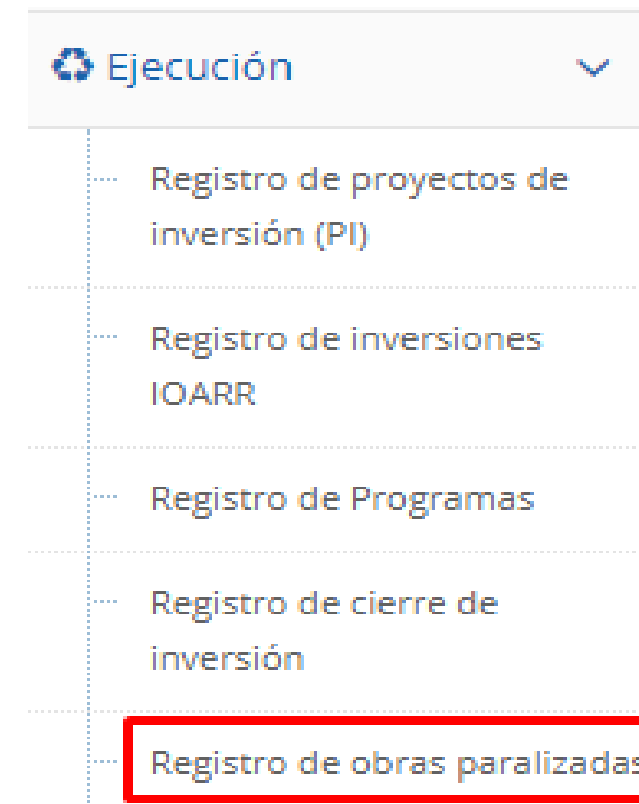 Ejecución
Registro de proyectos de
inversión (PI)
Registro de inversiones
IOARR
Registro de Programas
Registro de cierre de
inversión
Registro de obras paralizadas